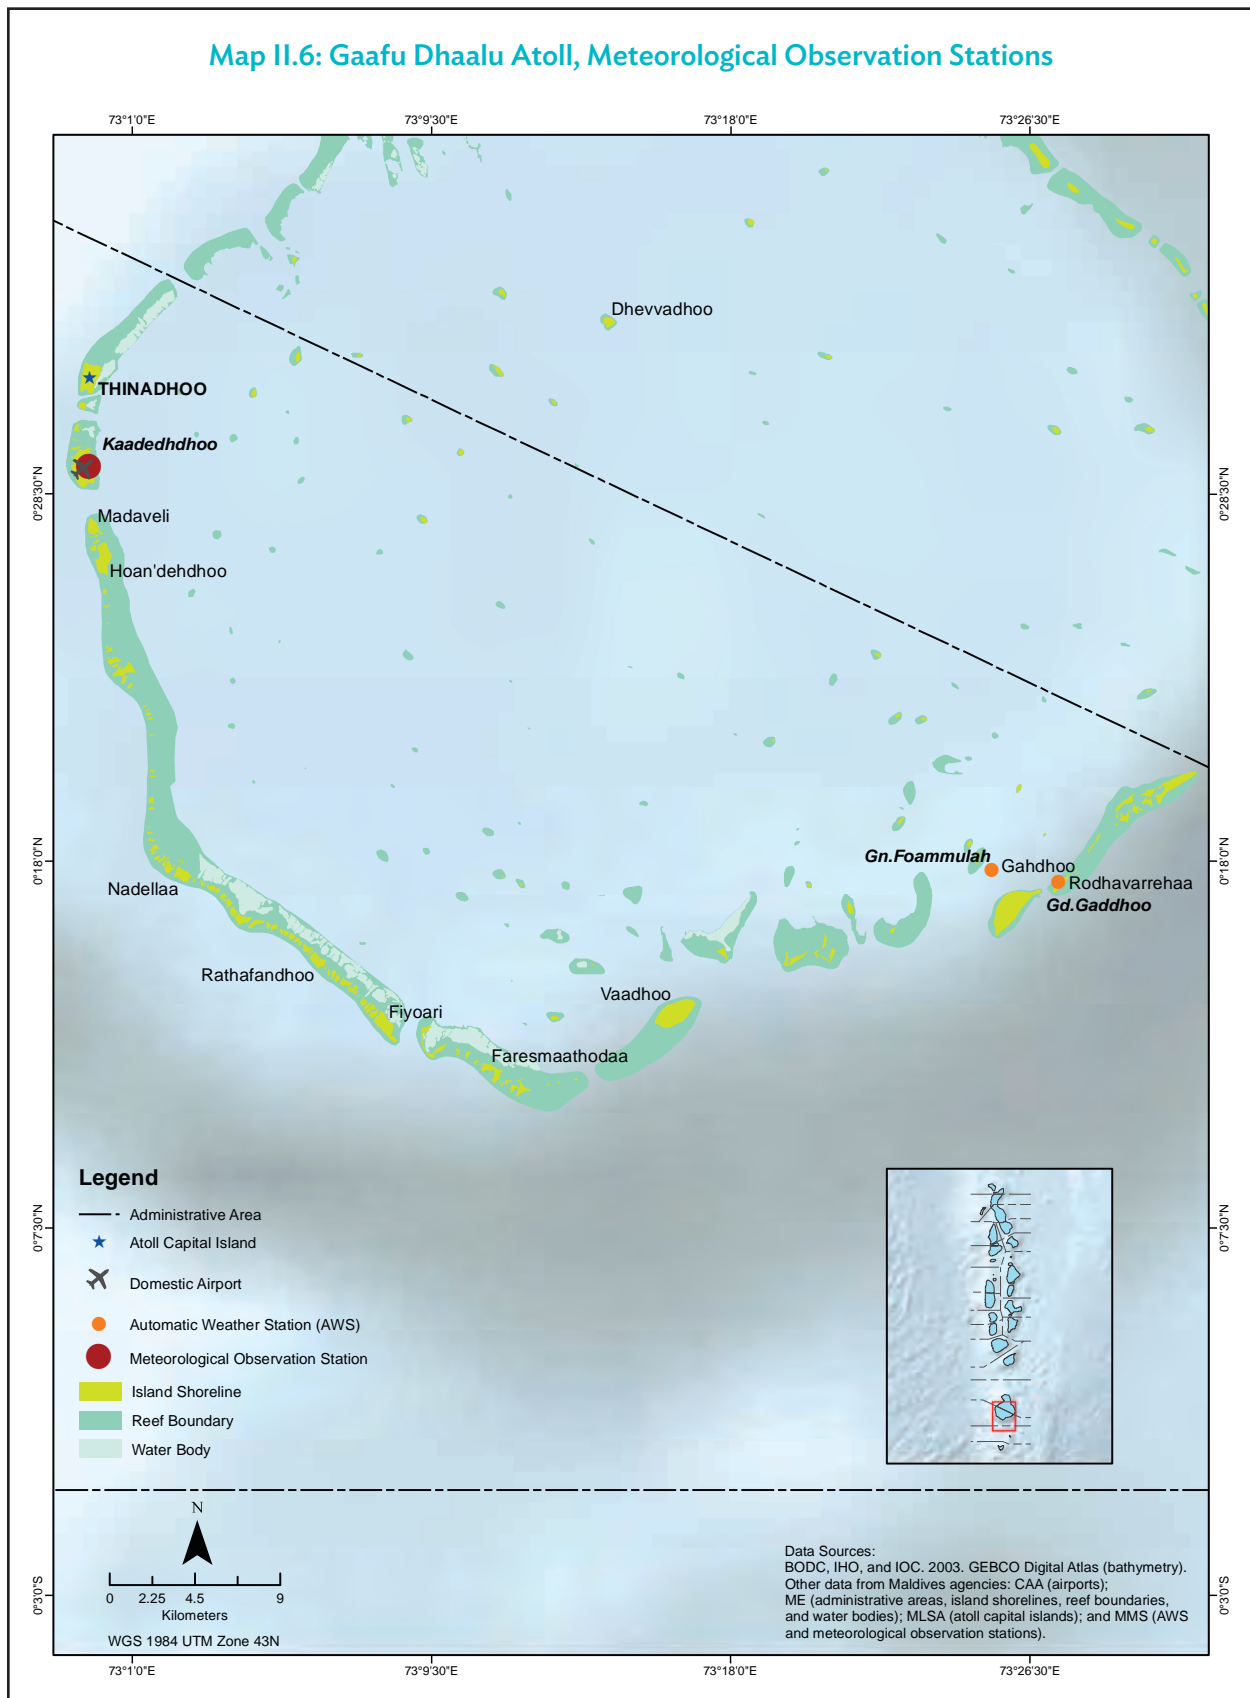 Map II.6: Gaafu Dhaalu Atoll, Meteorological Observation Stations
73°1'0"E
73°9'30"E
73°18'0"E
73°26'30"E
Dhevvadhoo
THINADHOO
Kaadedhdhoo
0°28'30"N
0°28'30"N
Madaveli
Hoan'dehdhoo
0°18'0"N
0°18'0"N
Gn.Foammulah
Gahdhoo
Rodhavarrehaa
Nadellaa
Gd.Gaddhoo
Rathafandhoo
Vaadhoo
Fiyoari
Faresmaathodaa
Legend
Administrative Area
Atoll Capital Island
Domestic Airport
Automatic Weather Station (AWS)
Meteorological Observation Station
Island Shoreline
Reef Boundary
Water Body
0°7'30"N
0°7'30"N
N
0 2.25 4.5 9
Kilometers
WGS 1984 UTM Zone 43N
Data Sources:
BODC, IHO, and IOC. 2003. GEBCO Digital Atlas (bathymetry).
Other data from Maldives agencies: CAA (airports);
ME (administrative areas, island shorelines, reef boundaries,
and water bodies); MLSA (atoll capital islands); and MMS (AWS
and meteorological observation stations).
0°3'0"S
0°3'0"S
73°1'0"E
73°9'30"E
73°18'0"E
73°26'30"E